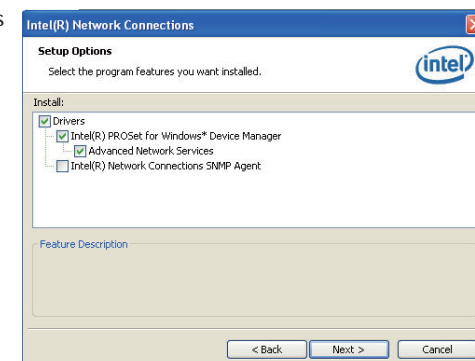 s
Intel(R) Network Connections
Setup Options
Select the program features you want installed.
intel
Install:
Drivers
Intel(R) PROSet for Windows* Device Manager
Advanced Network Services
Intel(R) Network Connections SNMP Agent
Feature Description
< Back Next > Cancel